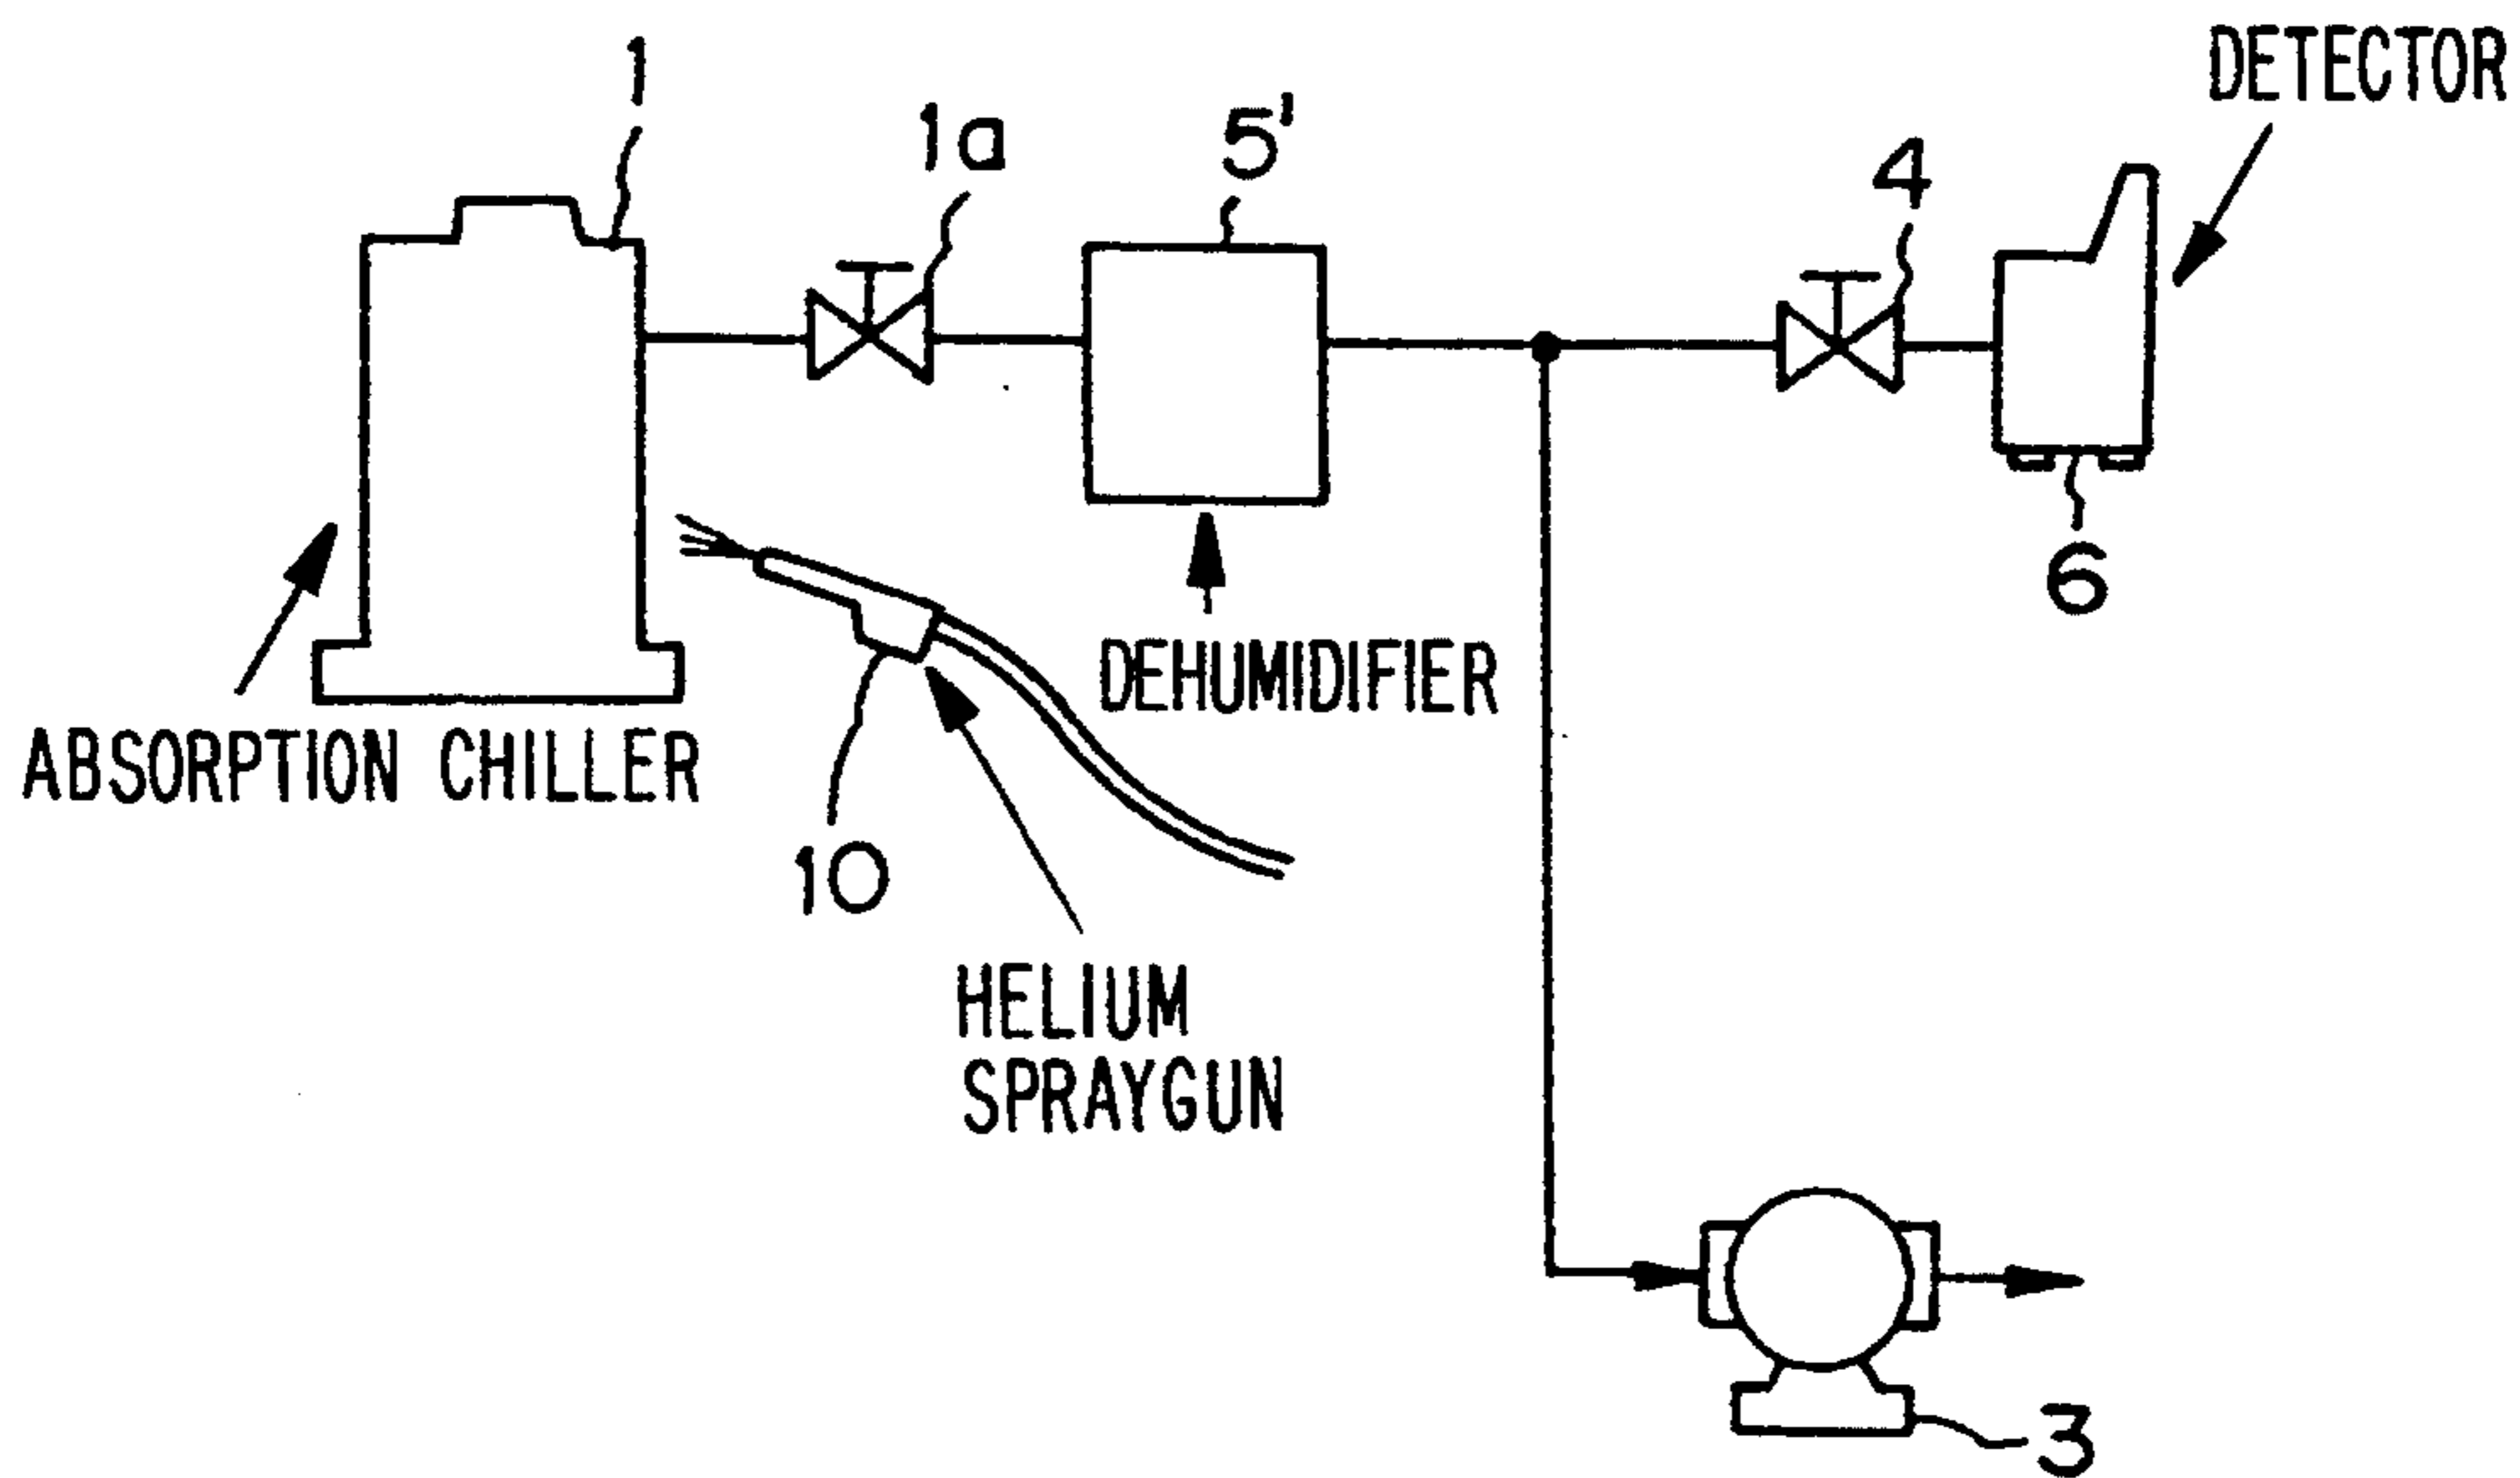 DETECTOR
1
1a
5'
4
6
DEHUMIDIFIER
ABSORPTION CHILLER
10
HELIUM
SPRAYGUN
3